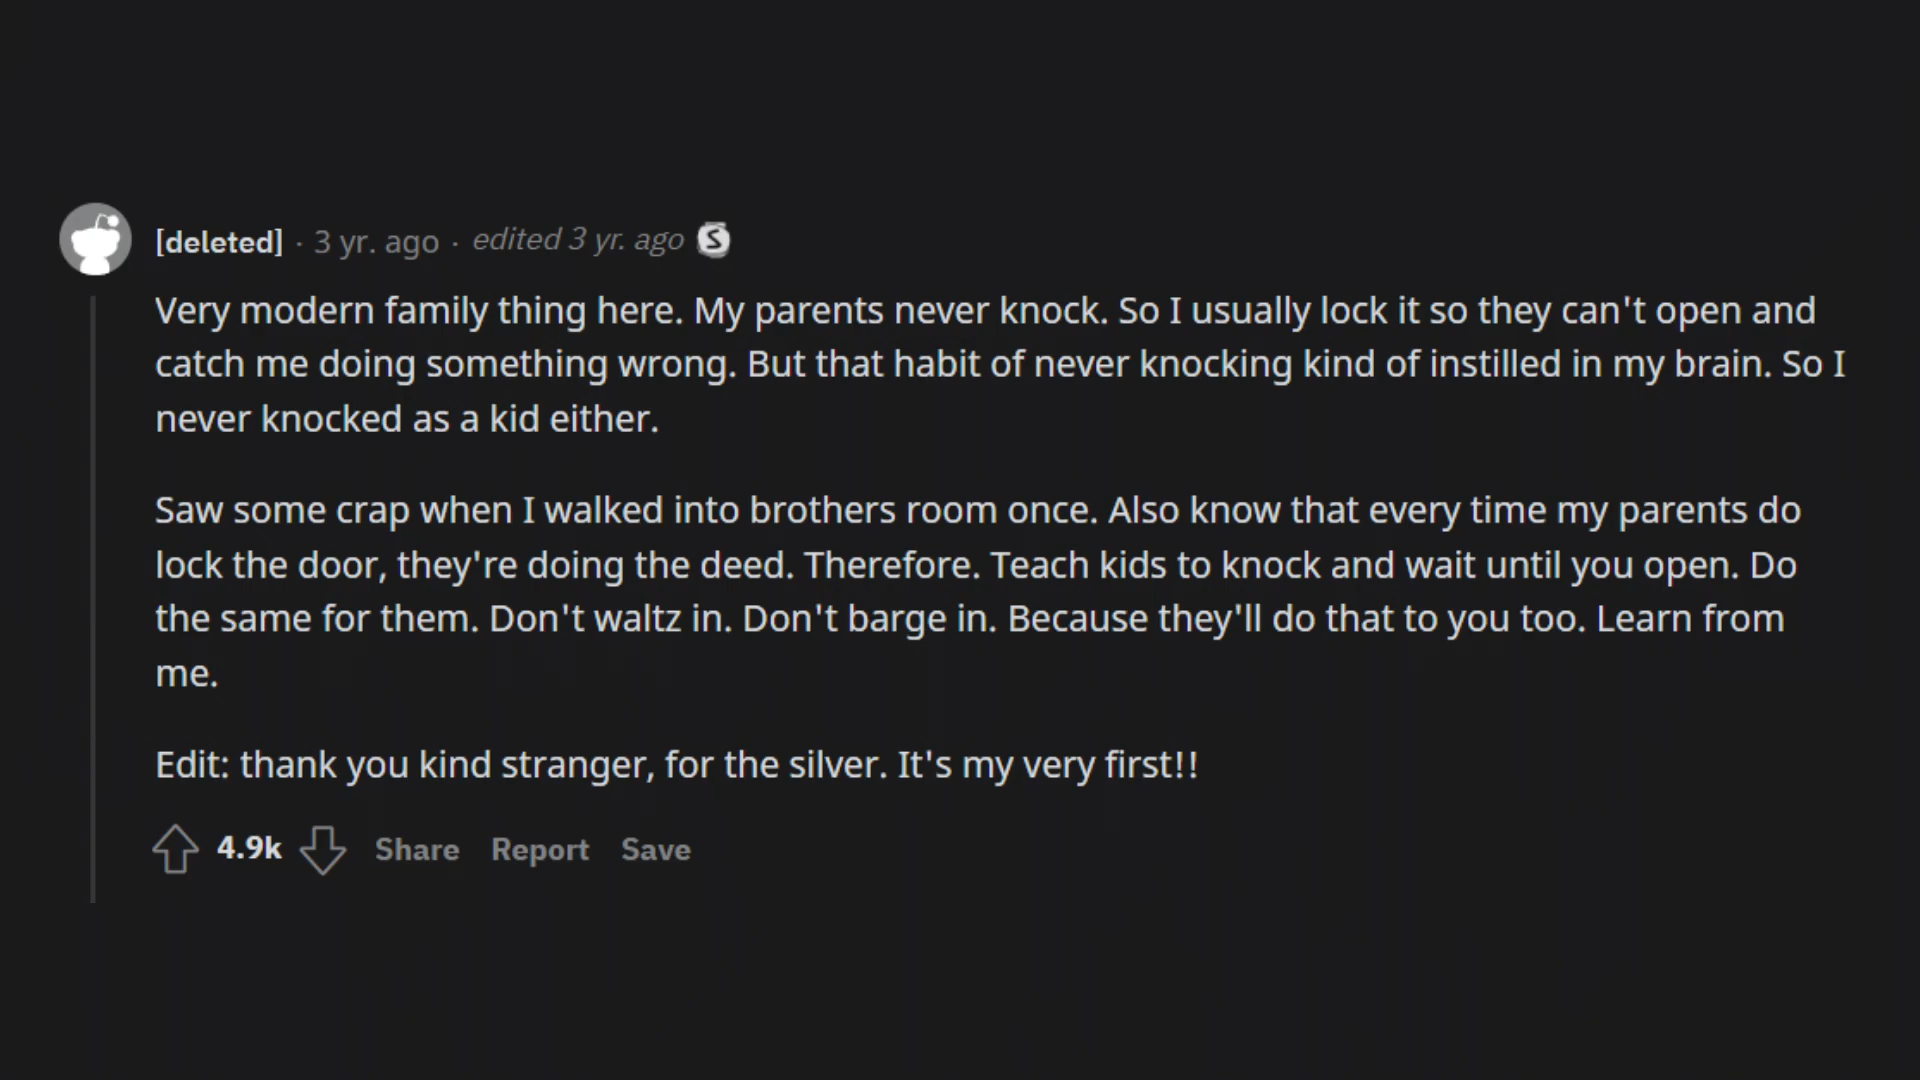 [deleted] · 3 yr. ago · edited 3 yr. ago S
Very modern family thing here. My parents never knock. So I usually lock it so they can't open and
catch me doing something wrong. But that habit of never knocking kind of instilled in my brain. So I
never knocked as a kid either.
Saw some crap when I walked into brothers room once. Also know that every time my parents do
lock the door, they're doing the deed. Therefore. Teach kids to knock and wait until you open. Do
the same for them. Don't waltz in. Don't barge in. Because they'll do that to you too. Learn from
me.
Edit: thank you kind stranger, for the silver. It's my very first!!
4.9k Share Report Save